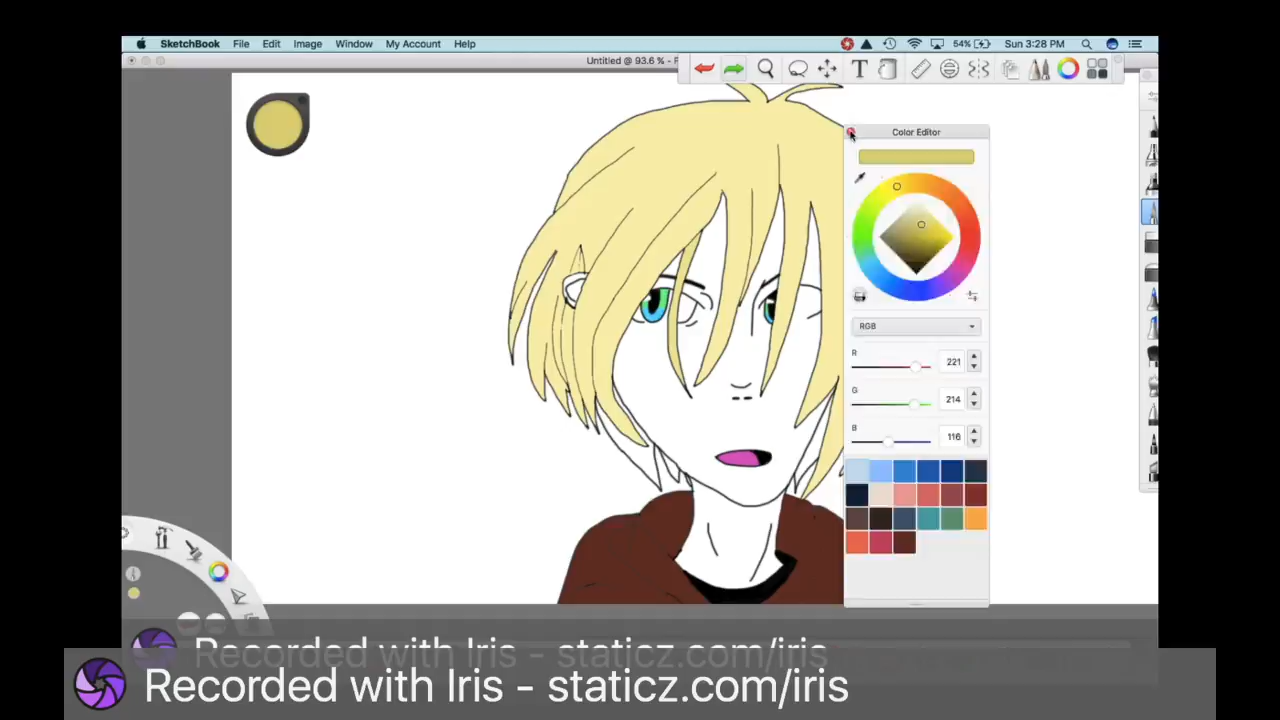 SketchBook File Edit Image Window My Account Help 54% Sun 3:28 PM
Untitled @ 93.6 %
Color Editor
RGB
R
221
G
214
B
116
Recorded with Iris - staticz.com/iris
Recorded with Iris - staticz.com/iris